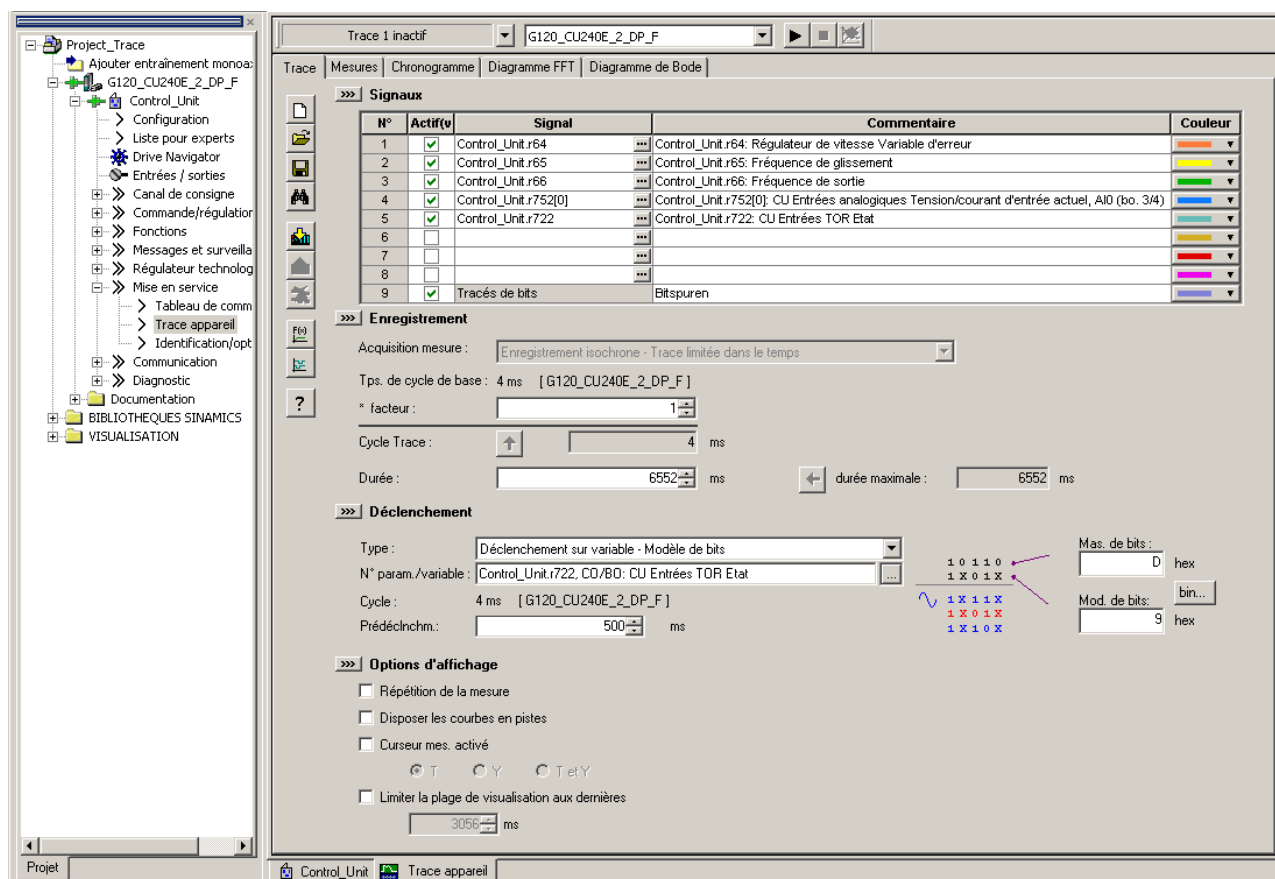 Project_Trace
Ajouter entraînement monoa
G120_CU240E_2_DP_F
Control_Unit
Configuration
Liste pour experts
Drive Navigator
Entrées / sorties
Canal de consigne
Commande/régulation
Fonctions
Messages et surveilla
Régulateur technolog
Mise en service
Tableau de comm
Trace appareil
Identification/opt
Communication
Diagnostic
Documentation
BIBLIOTHEQUES SINAMICS
VISUALISATION
Projet
Trace 1 inactif G120_CU240E_2_DP_F
Trace Mesures Chronogramme Diagramme FFT Diagramme de Bode
Signaux
N° Actif(v Signal Commentaire Couleur
1 Control_Unit.r64 ... Control_Unit.r64: Régulateur de vitesse Variable d'erreur
2 Control_Unit.r65 ... Control_Unit.r65: Fréquence de glissement
3 Control_Unit.r66 ... Control_Unit.r66: Fréquence de sortie
4 Control_Unit.r752[0] ... Control_Unit.r752[0]: CU Entrées analogiques Tension/courant d'entrée actuel, AI0 (bo. 3/4)
5 Control_Unit.r722 ... Control_Unit.r722: CU Entrées TOR Etat
6 ...
7 ...
8 ...
9 Tracés de bits Bitspuren
Enregistrement
Acquisition mesure : Enregistrement isochrone - Trace limitée dans le temps
Tps. de cycle de base : 4 ms [ G120_CU240E_2_DP_F ]
* facteur : 1
Cycle Trace : 4 ms
Durée : 6552 ms durée maximale : 6552 ms
Déclenchement
Type : Déclenchement sur variable - Modèle de bits
N° param./variable : Control_Unit.r722, CO/BO: CU Entrées TOR Etat ...
Cycle : 4 ms [ G120_CU240E_2_DP_F ]
Prédéclnchm.: 500 ms
1 0 1 1 0
1 X 0 1 X
1 X 1 1 X
1 X 0 1 X
1 X 1 0 X
Mas. de bits :
D hex
bin...
Mod. de bits:
9 hex
Options d'affichage
Répétition de la mesure
Disposer les courbes en pistes
Curseur mes. activé
T Y T et Y
Limiter la plage de visualisation aux dernières
3056 ms
F(x)
?
Control_Unit Trace appareil